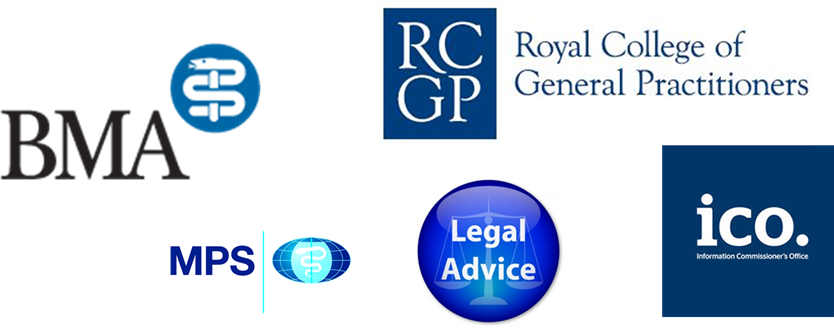 BMA
RC
GP
Royal College of
General Practitioners
MPS
Legal
Advice
ico.
Information Commissioner's Office